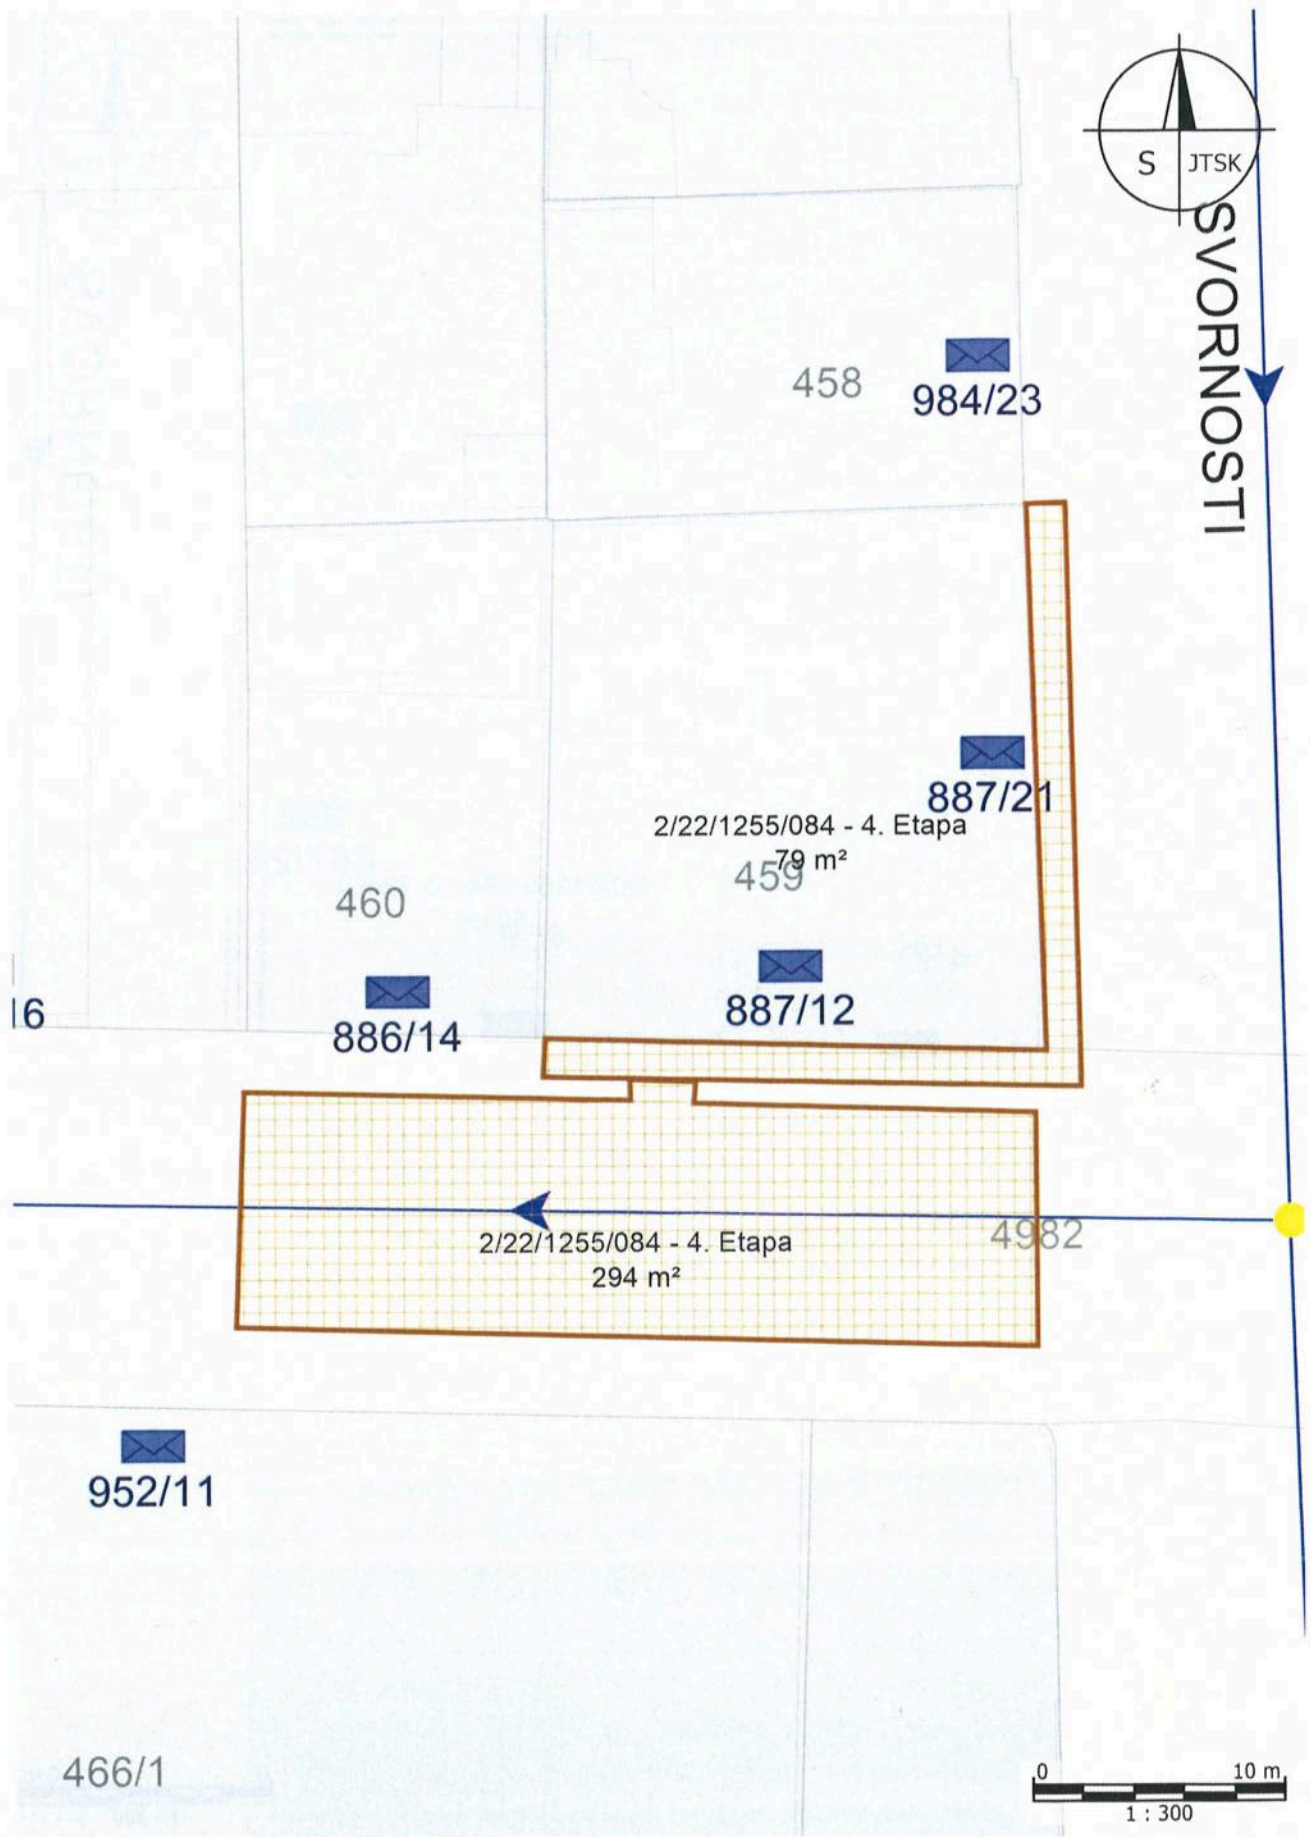 S JTSK
SVORNOSTI
458
984/23
887/21
2/22/1255/084 - 4. Etapa
79 m²
459
460
887/12
886/14
4982
2/22/1255/084 - 4. Etapa
294 m²
952/11
466/1
0 10 m
1 : 300